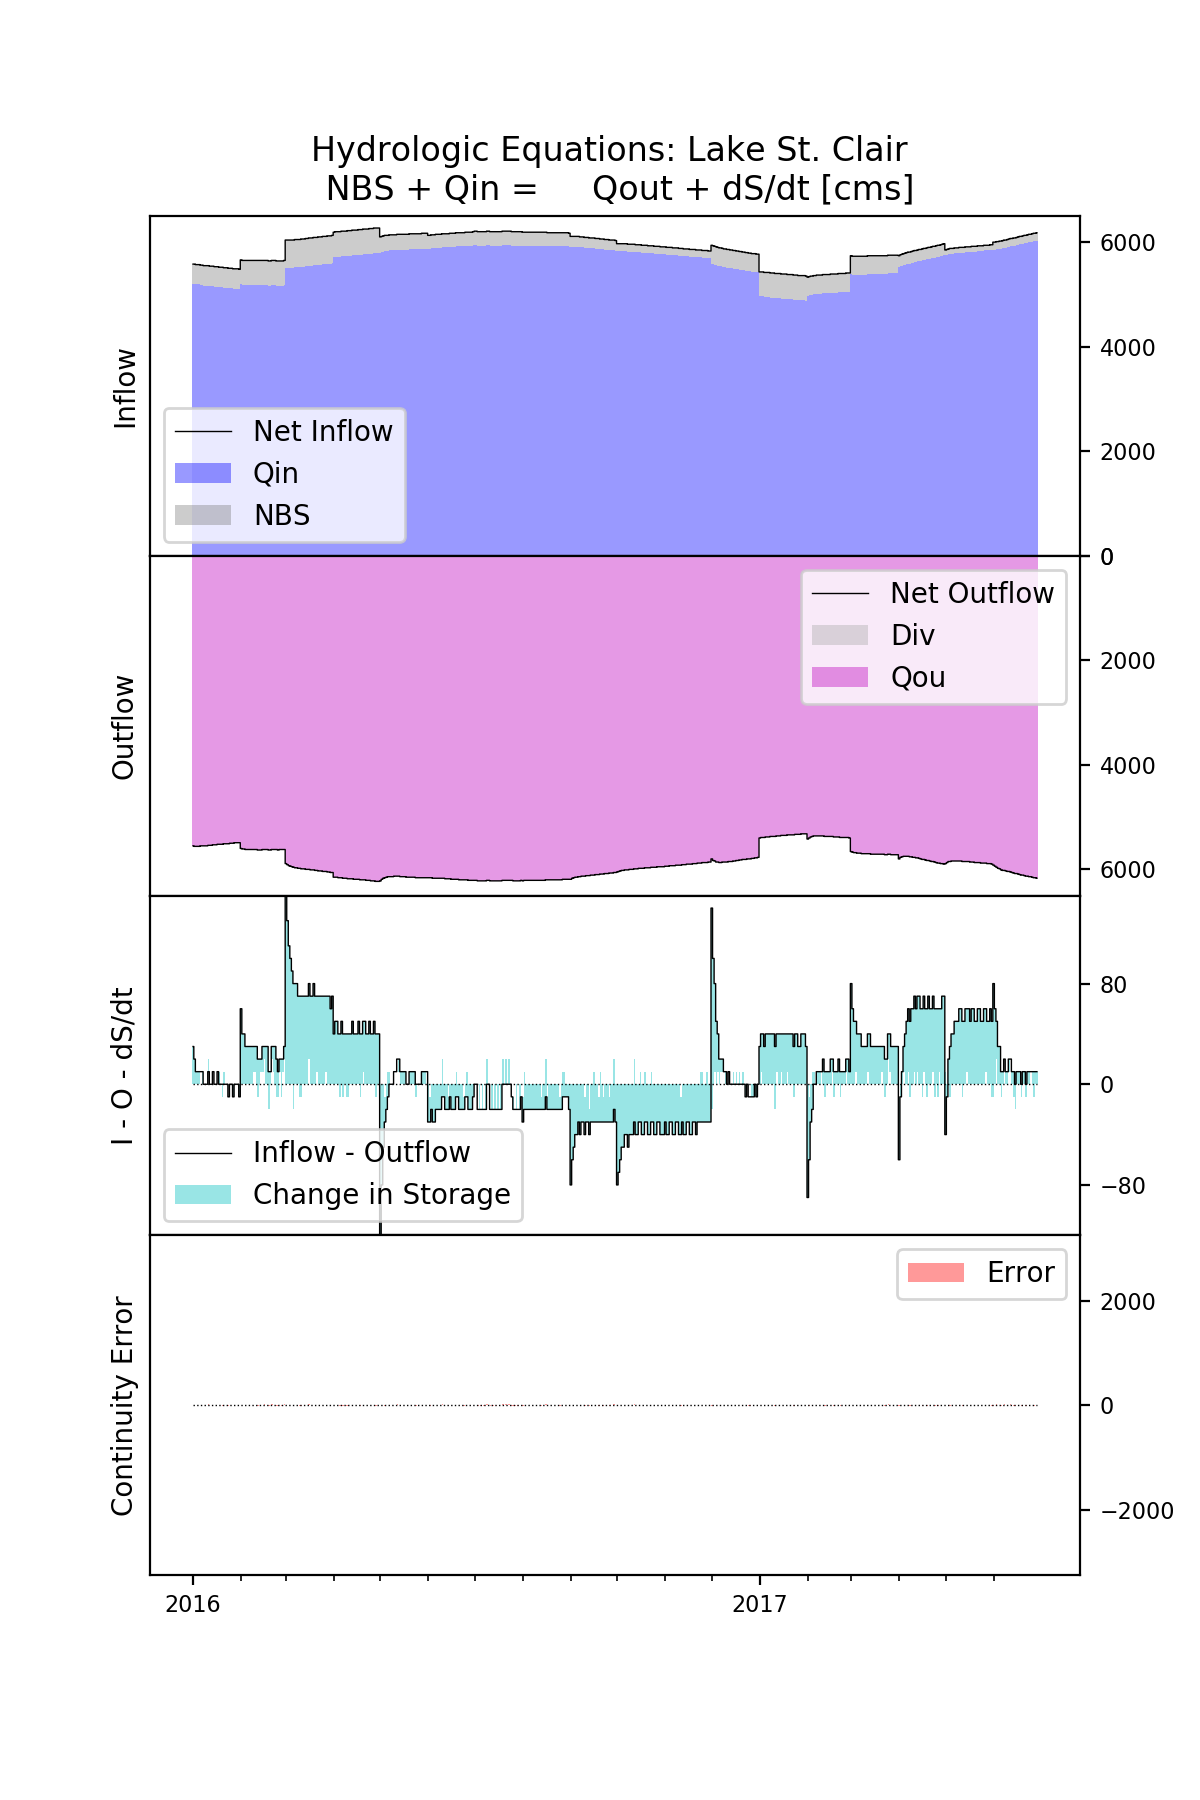 Hydrologic Equations: Lake St. Clair
NBS + Qin =     Qout + dS/dt [cms]
Inflow
6000
4000
2000
0
Net Inflow
Qin
NBS
Outflow
0
2000
4000
6000
Net Outflow
Div
Qou
I - O - dS/dt
80
0
−80
Inflow - Outflow
Change in Storage
Continuity Error
2000
0
−2000
Error
2016
2017